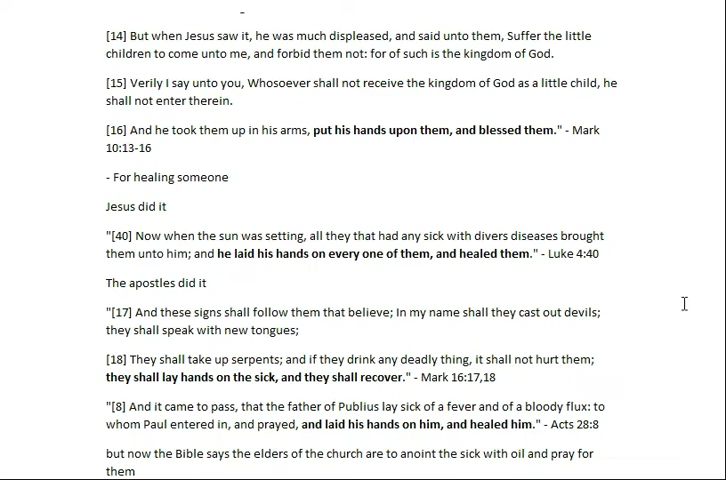 [14] But when Jesus saw it, he was much displeased, and said unto them, Suffer the little
children to come unto me, and forbid them not: for of such is the kingdom of God.
[15] Verily I say unto you, Whosoever shall not receive the kingdom of God as a little child, he
shall not enter therein.
[16] And he took them up in his arms, put his hands upon them, and blessed them." - Mark
10:13-16
- For healing someone
Jesus did it
"[40] Now when the sun was setting, all they that had any sick with divers diseases brought
them unto him; and he laid his hands on every one of them, and healed them." - Luke 4:40
The apostles did it
"[17] And these signs shall follow them that believe; In my name shall they cast out devils;
they shall speak with new tongues;
[18] They shall take up serpents; and if they drink any deadly thing, it shall not hurt them;
they shall lay hands on the sick, and they shall recover." - Mark 16:17,18
"[8] And it came to pass, that the father of Publius lay sick of a fever and of a bloody flux: to
whom Paul entered in, and prayed, and laid his hands on him, and healed him." - Acts 28:8
but now the Bible says the elders of the church are to anoint the sick with oil and pray for
them